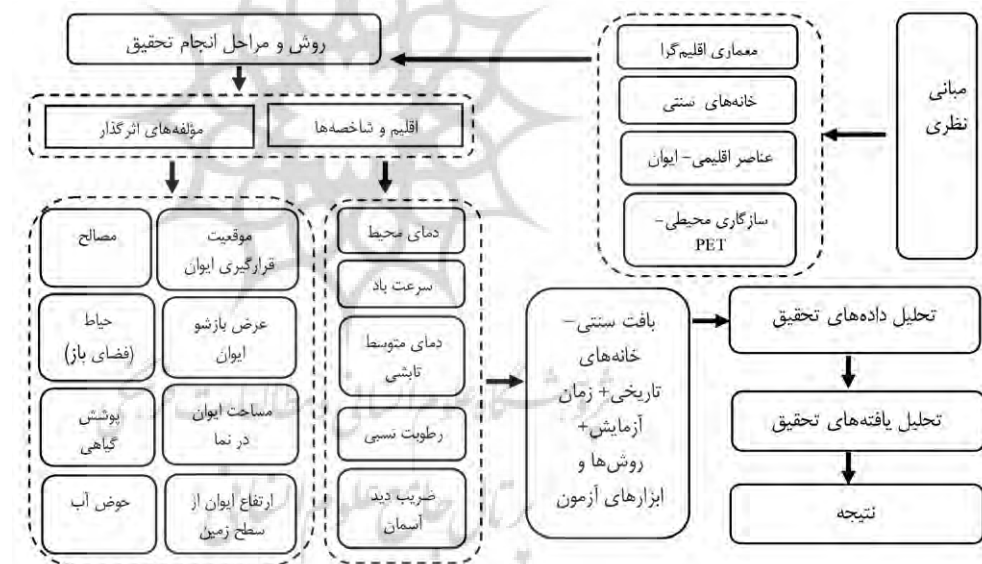 مبانی
نظری
معماری اقلیم‌گرا
خانه‌های سنتی
عناصر اقلیمی- ایوان
سازگاری محیطی-
PET
روش و مراحل انجام تحقیق
اقلیم و شاخصه‌ها
مؤلفه‌های اثرگذار
موقعیت
قرارگیری ایوان
مصالح
عرض بازشو
ایوان
حیاط
(فضای باز)
مساحت ایوان
در نما
پوشش
گیاهی
ارتفاع ایوان از
سطح زمین
حوض آب
دمای محیط
سرعت باد
دمای متوسط
تابشی
رطوبت نسبی
ضریب دید
آسمان
بافت سنتی-
خانه‌های
تاریخی+ زمان
آزمایش+
روش‌ها و
ابزارهای آزمون
تحلیل داده‌های تحقیق
تحلیل یافته‌های تحقیق
نتیجه